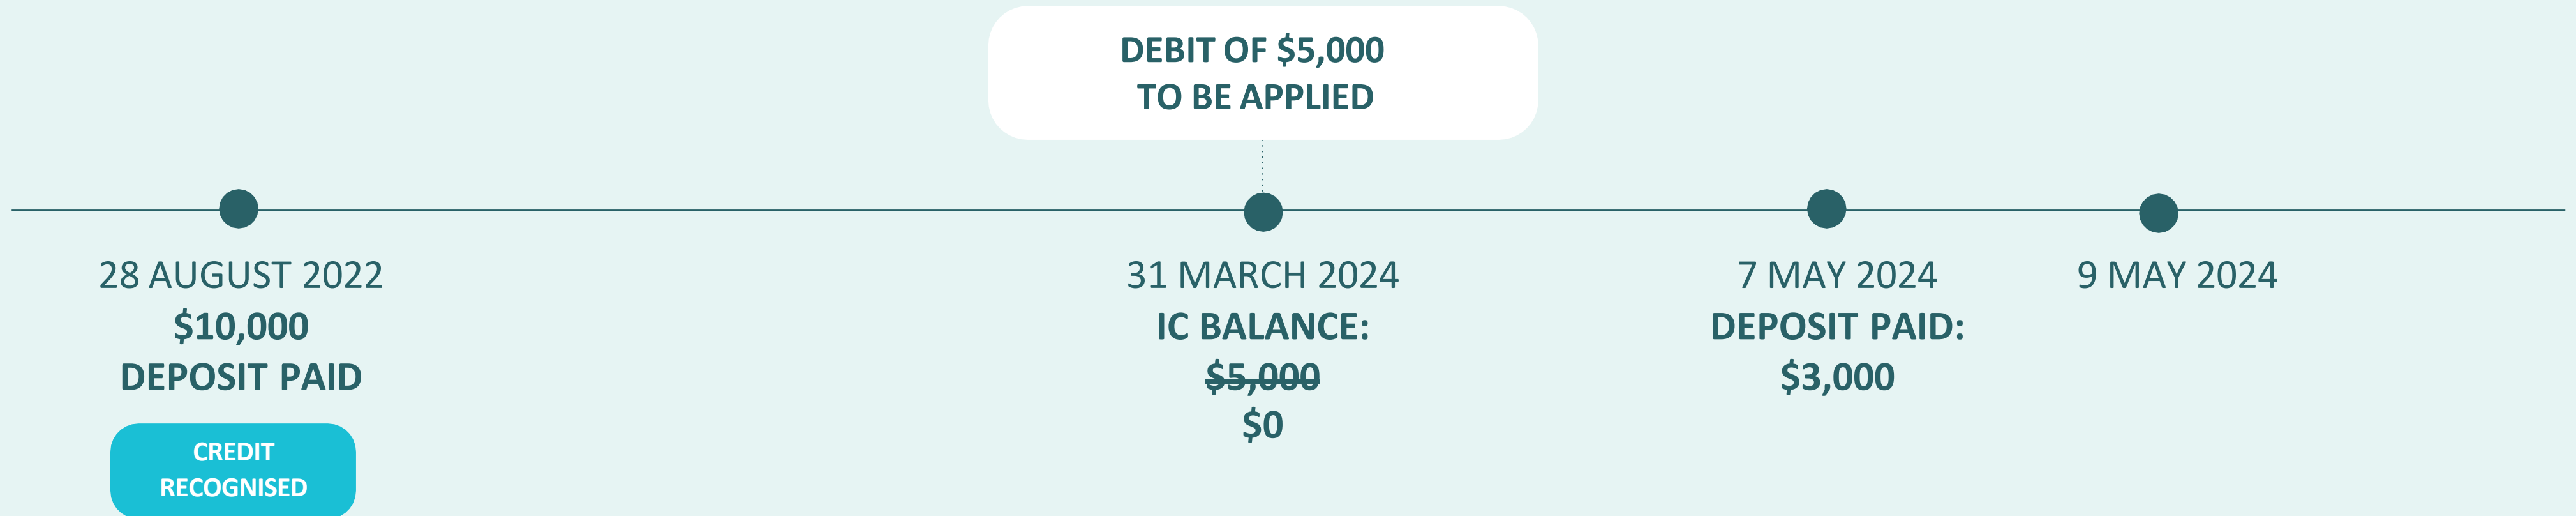 DEBIT OF $5,000
TO BE APPLIED
28 AUGUST 2022
$10,000
DEPOSIT PAID
CREDIT
RECOGNISED
31 MARCH 2024
IC BALANCE:
$5,000
$0
7 MAY 2024
DEPOSIT PAID:
$3,000
9 MAY 2024